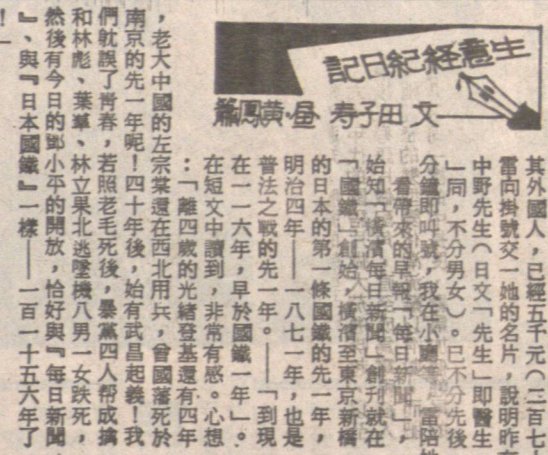 生意経紀日記
文 田子寿
其外國人，已經五千元(二百七
雷向掛號交一她的名片，說明昨
中野先生(日文「先生」即醫生
」同，不分男女)。已不分先後
分鐘即叫號，我在小廳等，當陪
看帶來的早報「每日新聞」，
始知「橫濱每日新聞」創刊就在
「國鐵」創始，橫濱至東京新橋
的日本的第一條國鐵的先一年，
明治四年——一八七一年，也是
普法之戰的先一年。——「到現
在一一六年，早於國鐵一年」。
在短文中讀到，非常有感。心想
：「離四歲的光緒登基還有四年
，老大中國的左宗棠還在西北用兵，曾國藩死於
南京的先一年呢！四十年後，始有武昌起義！我
們躭誤了靑春，若照老毛死後，暴黨四人帮成擒
和林彪、葉羣、林立果北逃墜機八男一女跌死，
然後有今日的鄧小平的開放，恰好與『每日新聞
』、與『日本國鐵』一樣——一百一十五六年了
！」